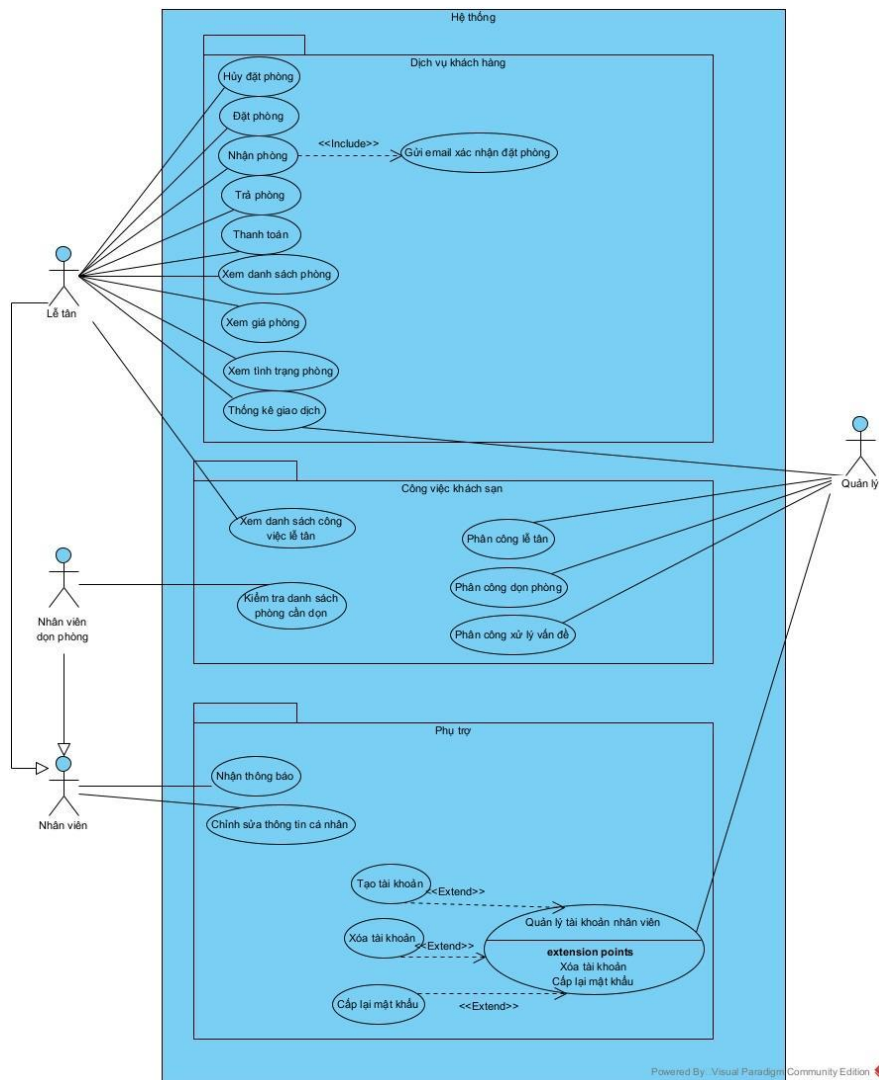 Hệ thống
Dịch vụ khách hàng
Hủy đặt phòng
Đặt phòng
Nhận phòng
<<Include>>
Gửi email xác nhận đặt phòng
Trả phòng
Thanh toán
Xem danh sách phòng
Lễ tân
Xem giá phòng
Xem tình trạng phòng
Thống kê giao dịch
Quản lý
Công việc khách sạn
Xem danh sách công
việc lễ tân
Phân công lễ tân
Nhân viên
dọn phòng
Kiểm tra danh sách
phòng cần dọn
Phân công dọn phòng
Phân công xử lý vấn đề
Phụ trợ
Nhận thông báo
Nhân viên
Chỉnh sửa thông tin cá nhân
Tạo tài khoản
<<Extend>>
Quản lý tài khoản nhân viên
Xóa tài khoản
<<Extend>>
extension points
Xóa tài khoản
Cấp lại mật khẩu
Cấp lại mật khẩu
<<Extend>>
Powered By Visual Paradigm Community Edition